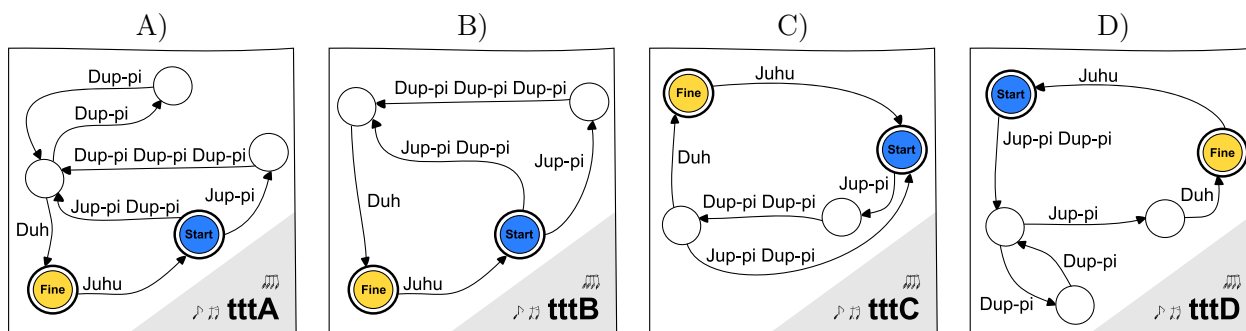 A)
Dup-pi
Dup-pi
Dup-pi Dup-pi Dup-pi
Jup-pi Dup-pi
Jup-pi
Duh
Start
Fine
Juhu
tttA
B)
Dup-pi Dup-pi Dup-pi
Jup-pi Dup-pi
Jup-pi
Duh
Start
Fine
Juhu
tttB
C)
Juhu
Fine
Start
Duh
Jup-pi
Dup-pi Dup-pi
Jup-pi Dup-pi
tttC
D)
Juhu
Start
Jup-pi Dup-pi
Fine
Duh
Jup-pi
Dup-pi
Dup-pi
tttD